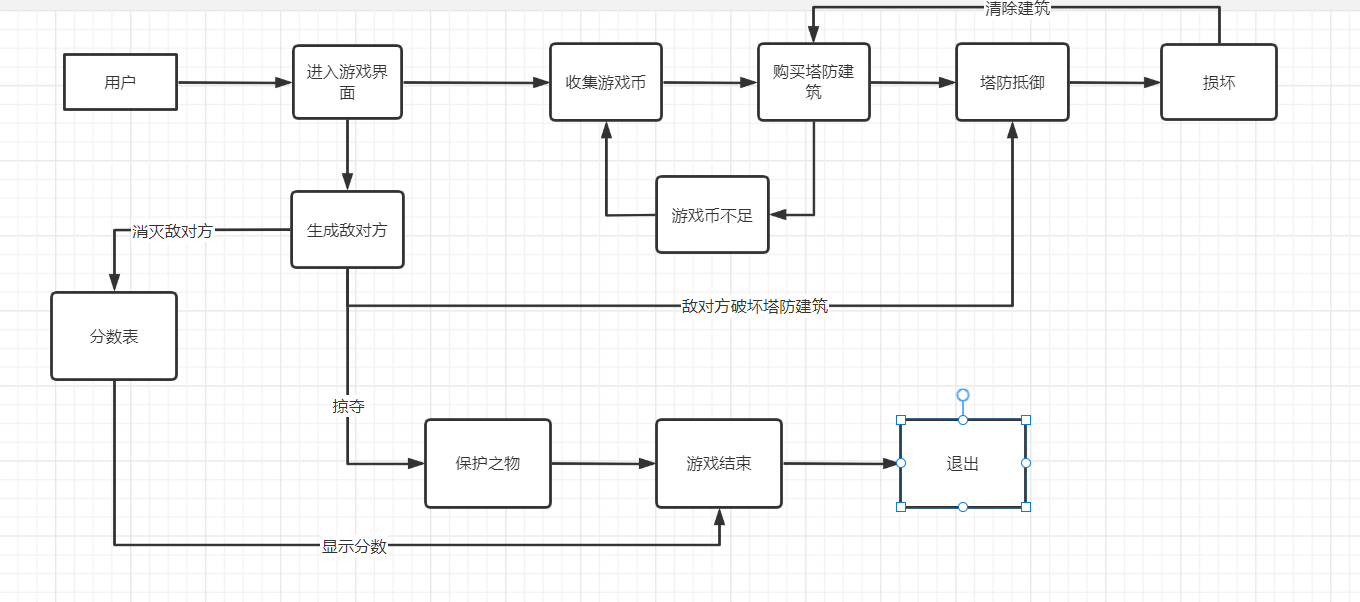 清除建筑
用户
进入游戏界
面
收集游戏币
购买塔防建
筑
塔防抵御
损坏
游戏币不足
消灭敌对方
生成敌对方
敌对方破坏塔防建筑
分数表
掠夺
保护之物
游戏结束
退出
显示分数